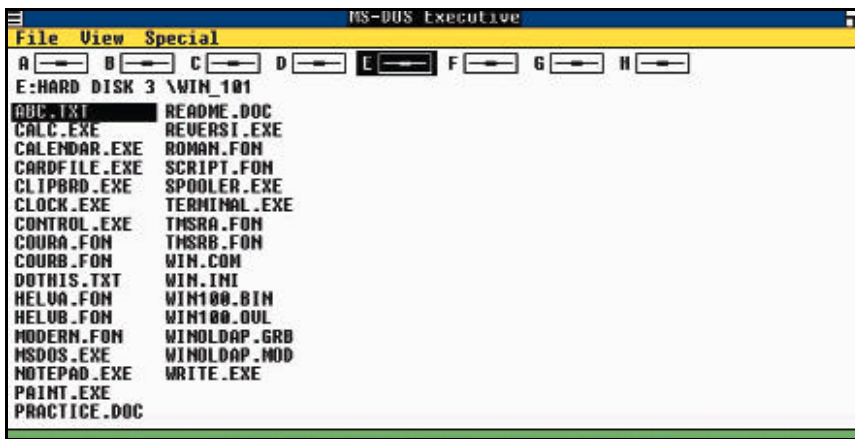 MS-DOS Executive
File View Special
A B C D E F G H
E:HARD DISK 3 \WIN_101
ABC.TXT
CALC.EXE
CALENDAR.EXE
CARDFILE.EXE
CLIPBRD.EXE
CLOCK.EXE
CONTROL.EXE
COURA.FON
COURB.FON
DOTHIS.TXT
HELVA.FON
HELVB.FON
MODERN.FON
MSDOS.EXE
NOTEPAD.EXE
PAINT.EXE
PRACTICE.DOC
README.DOC
REVERSI.EXE
ROMAN.FON
SCRIPT.FON
SPOOLER.EXE
TERMINAL.EXE
TMSRA.FON
TMSRB.FON
WIN.COM
WIN.INI
WIN100.BIN
WIN100.OVL
WINOLDAP.GRB
WINOLDAP.MOD
WRITE.EXE